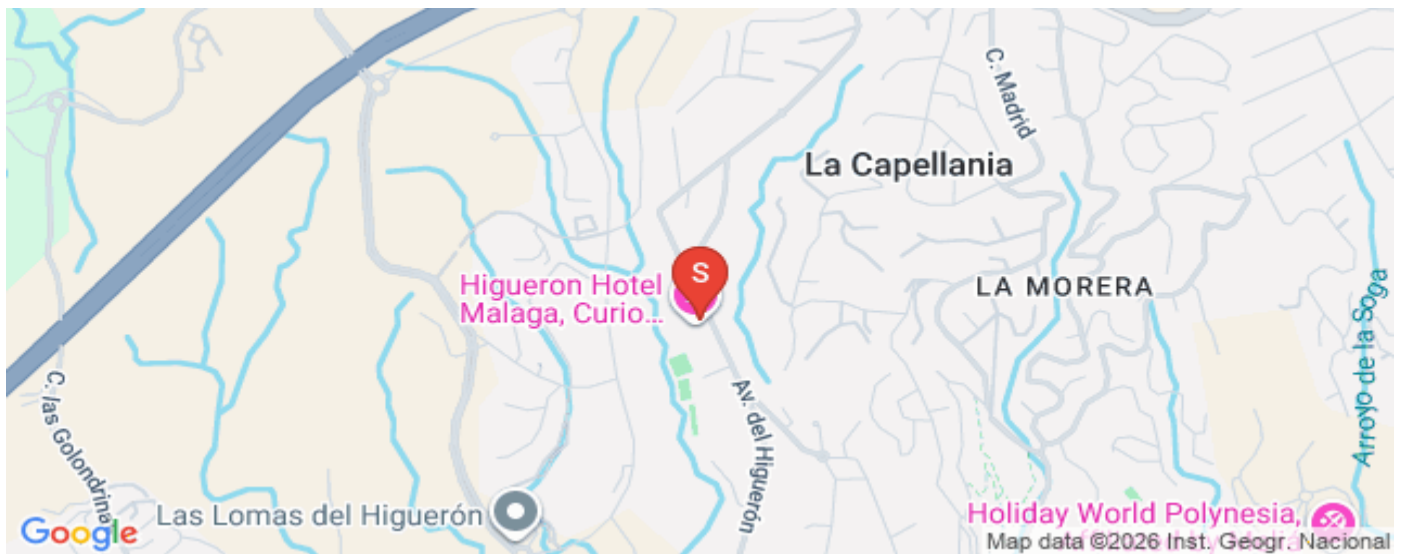 C. Madrid
La Capellania
S
Higueron Hotel
Malaga, Curio...
LA MORERA
Arroyo de la Soga
C. las Golondrina
Av. del Higuerón
Las Lomas del Higuerón
Holiday World Polynesia,
Google
Map data ©2026 Inst. Geogr. Nacional